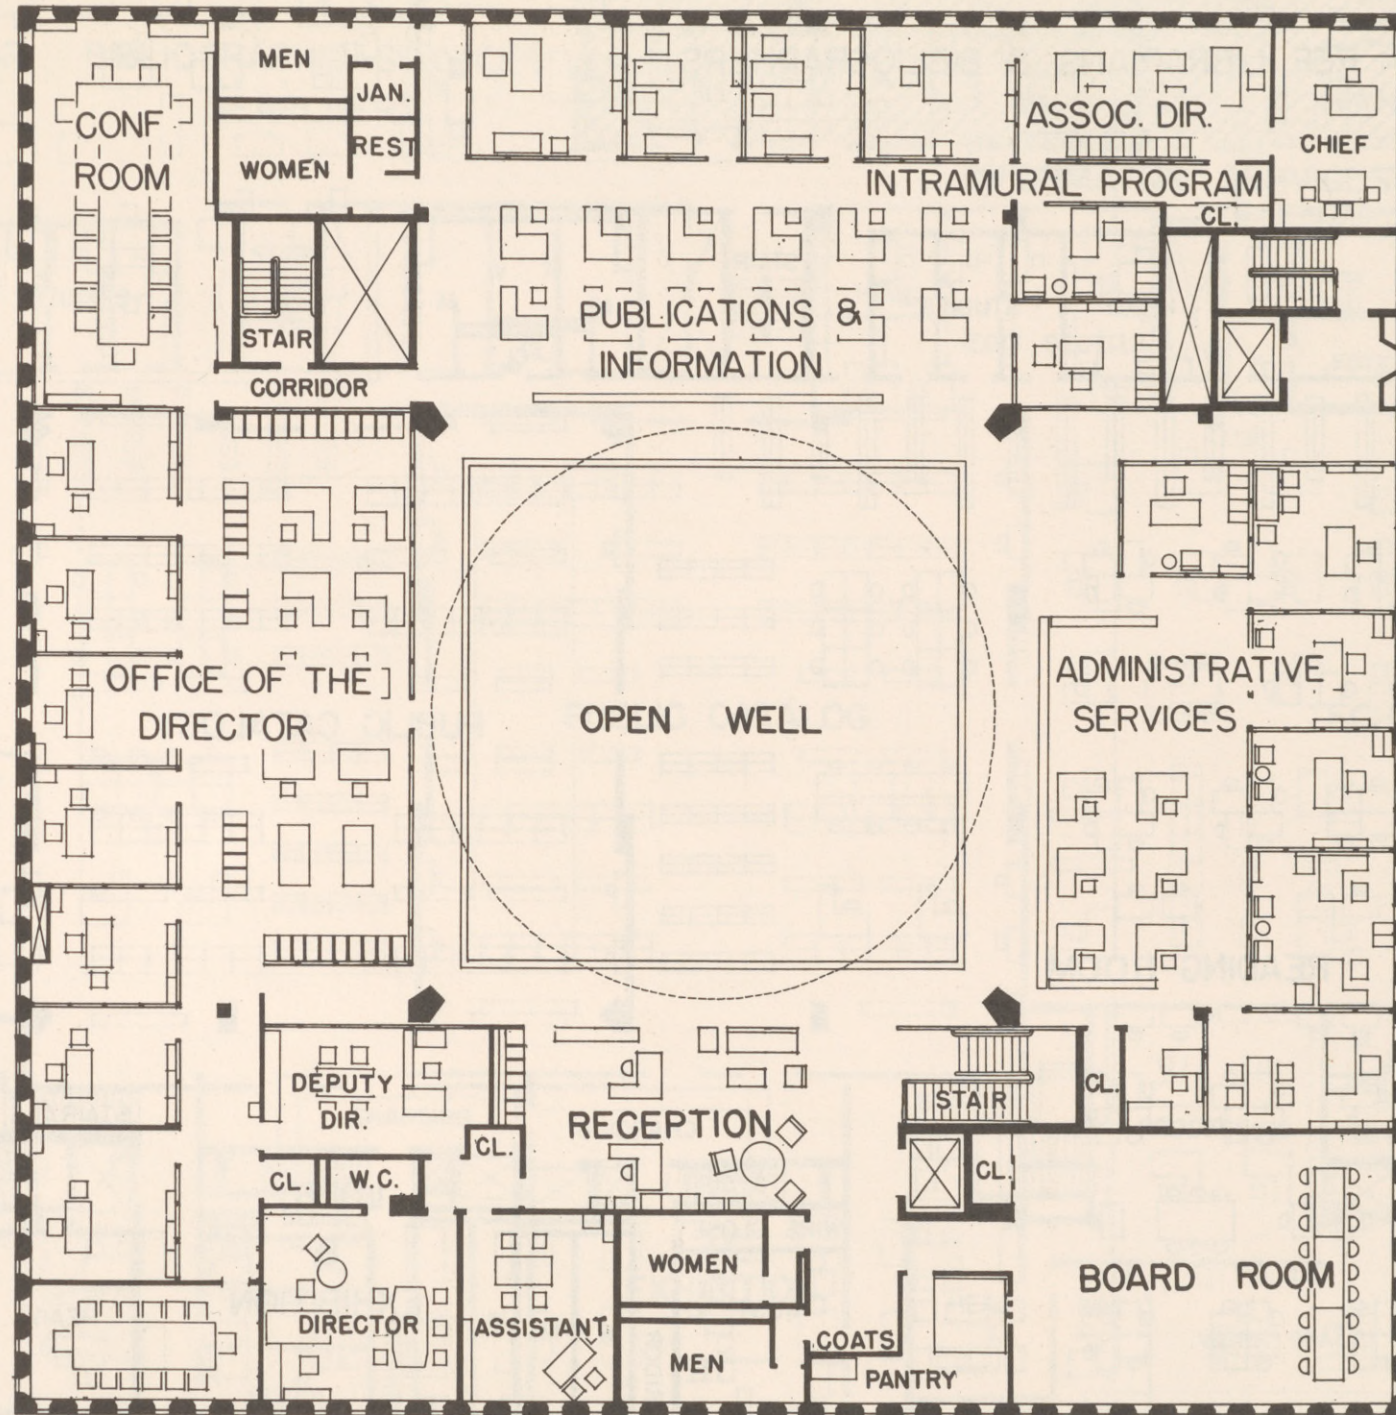 MEN
JAN.
CONF
ROOM
WOMEN
REST
ASSOC. DIR.
CHIEF
INTRAMURAL PROGRAM
CL.
STAIR
PUBLICATIONS &
INFORMATION
CORRIDOR
OFFICE OF THE
DIRECTOR
OPEN WELL
ADMINISTRATIVE
SERVICES
DEPUTY
DIR.
CL.
W.C.
CL.
RECEPTION
STAIR
CL.
CL.
DIRECTOR
ASSISTANT
WOMEN
MEN
COATS
PANTRY
BOARD ROOM